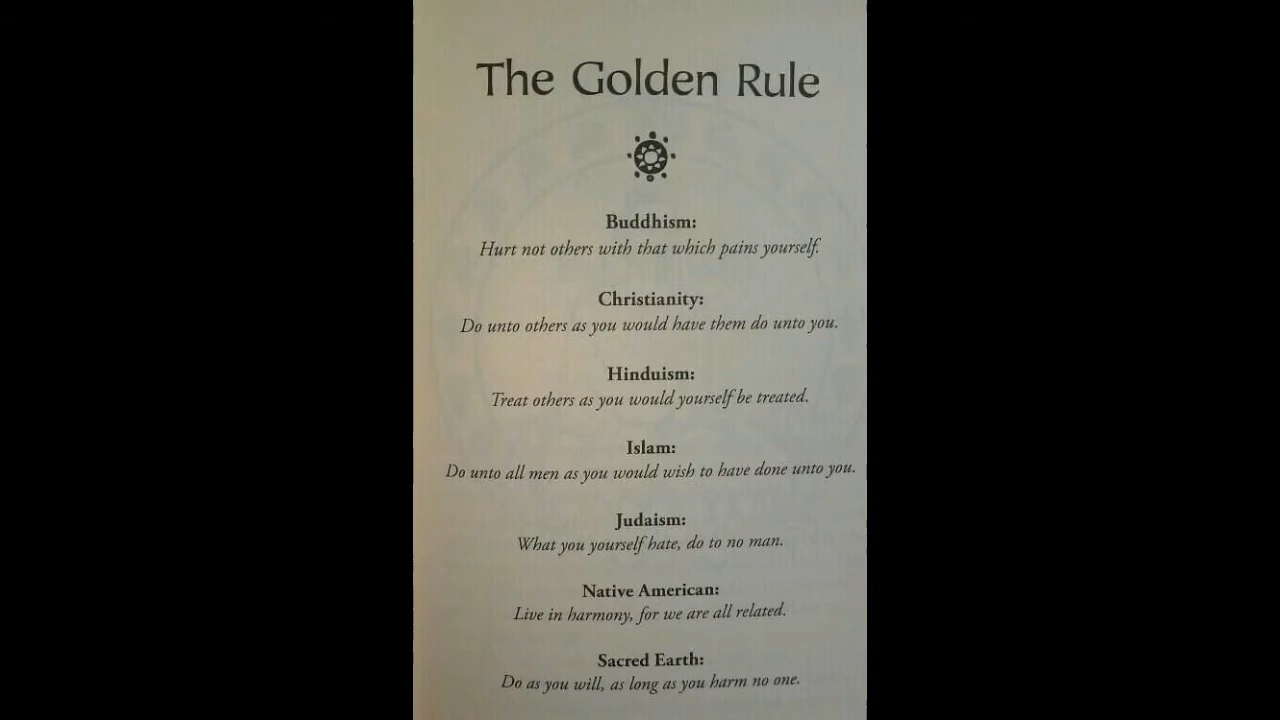 The Golden Rule
Buddhism:
Hurt not others with that which pains yourself.
Christianity:
Do unto others as you would have them do unto you.
Hinduism:
Treat others as you would yourself be treated.
Islam:
Do unto all men as you would wish to have done unto you.
Judaism:
What you yourself hate, do to no man.
Native American:
Live in harmony, for we are all related.
Sacred Earth:
Do as you will, as long as you harm no one.